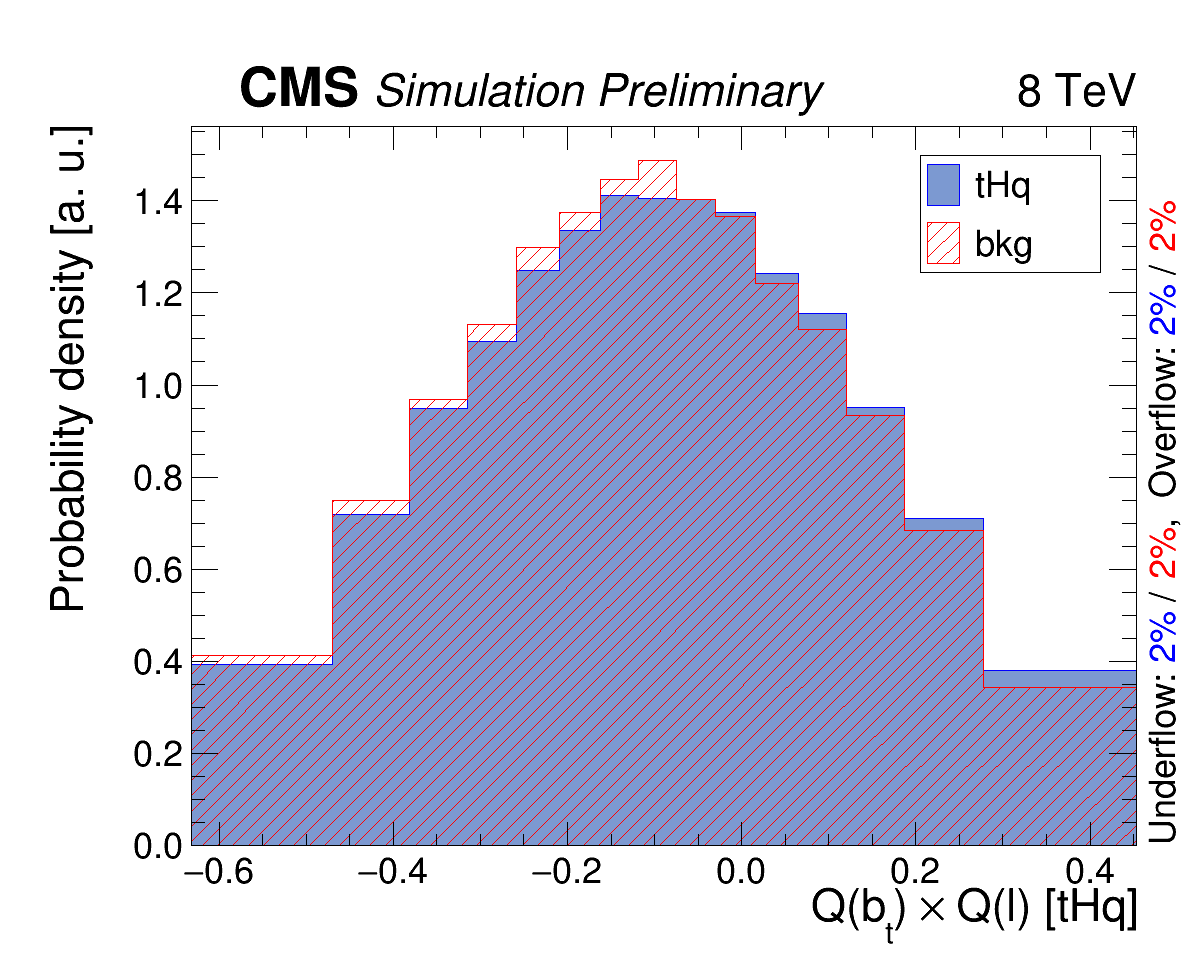 CMS Simulation Preliminary 8 TeV
Probability density [a. u.]
1.4
1.2
1.0
0.8
0.6
0.4
0.2
0.0
tHq
bkg
−0.6 −0.4 −0.2 0.0 0.2 0.4
Q(b_t) × Q(l) [tHq]
Underflow: 2% / 2%, Overflow: 2% / 2%